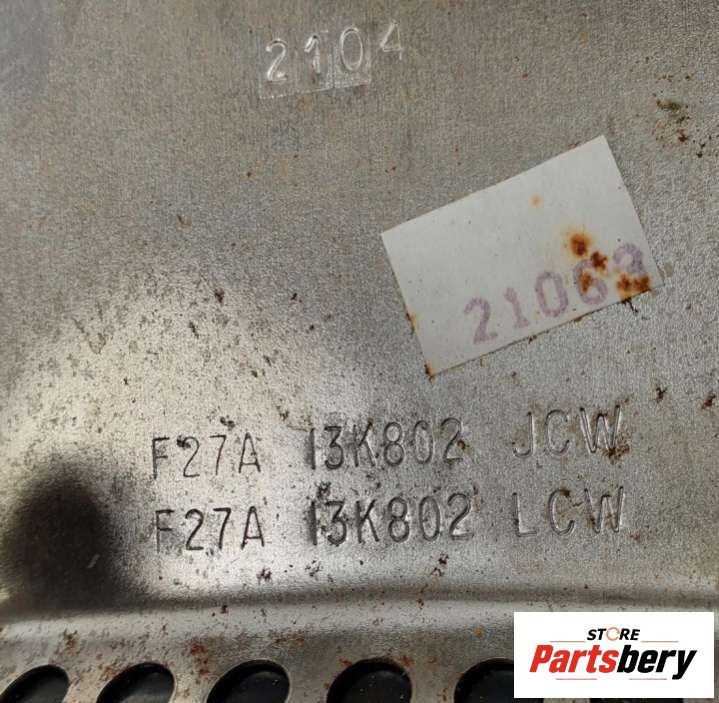 2104
21063
F27A 13K802 JCW
F27A 13K802 LCW
STORE
Partsbery